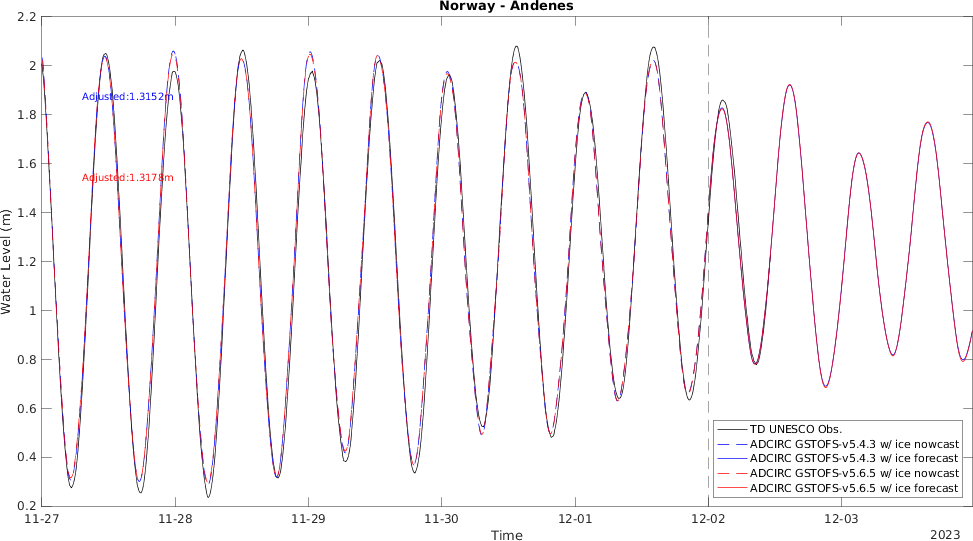 Norway - Andenes
2.2
2
1.8
1.6
1.4
1.2
1
0.8
0.6
0.4
0.2
Water Level (m)
Adjusted:1.3152m
Adjusted:1.3178m
TD UNESCO Obs.
ADCIRC GSTOFS-v5.4.3 w/ ice nowcast
ADCIRC GSTOFS-v5.4.3 w/ ice forecast
ADCIRC GSTOFS-v5.6.5 w/ ice nowcast
ADCIRC GSTOFS-v5.6.5 w/ ice forecast
11-27 11-28 11-29 11-30 12-01 12-02 12-03
Time
2023